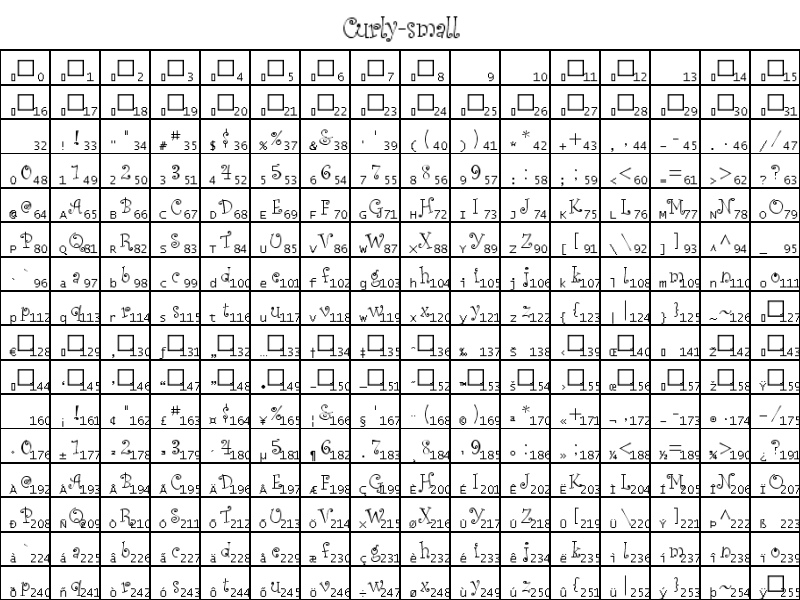 Curly-small
0 1 2 3 4 5 6 7 8 9 10 11 12 13 14 15
16 17 18 19 20 21 22 23 24 25 26 27 28 29 30 31
32 ! ! 33 " " 34 # # 35 $ $ 36 % % 37 & & 38 ' ' 39 ( ( 40 ) ) 41 * * 42 + + 43 , , 44 - - 45 . . 46 / / 47
0 0 48 1 1 49 2 2 50 3 3 51 4 4 52 5 5 53 6 6 54 7 7 55 8 8 56 9 9 57 : : 58 ; ; 59 < < 60 = = 61 > > 62 ? ? 63
@ @ 64 A A 65 B B 66 C C 67 D D 68 E E 69 F F 70 G G 71 H H 72 I I 73 J J 74 K K 75 L L 76 M M 77 N N 78 O O 79
P P 80 Q Q 81 R R 82 S S 83 T T 84 U U 85 V V 86 W W 87 X X 88 Y Y 89 Z Z 90 [ [ 91 \ \ 92 ] ] 93 ^ ^ 94 _ 95
` ` 96 a a 97 b b 98 c c 99 d d 100 e e 101 f f 102 g g 103 h h 104 i i 105 j j 106 k k 107 l l 108 m m 109 n n 110 o o 111
p p 112 q q 113 r r 114 s s 115 t t 116 u u 117 v v 118 w w 119 x x 120 y y 121 z z 122 { { 123 | | 124 } } 125 ~ ~ 126 127
€ 128 129 ‚ 130 ƒ 131 „ 132 … 133 † 134 ‡ 135 ˆ 136 ‰ 137 Š 138 ‹ 139 Œ 140 141 Ž 142 143
144 ‘ 145 ’ 146 “ 147 ” 148 • 149 – 150 — 151 ˜ 152 ™ 153 š 154 › 155 œ 156 157 ž 158 Ÿ 159
160 ¡ ! 161 ¢ " 162 £ # 163 ¤ $ 164 ¥ % 165 ¦ & 166 § ' 167 ¨ ( 168 © ) 169 ª * 170 « + 171 ¬ , 172 - - 173 ® . 174 ¯ / 175
° 0 176 ± 1 177 ² 2 178 ³ 3 179 ´ 4 180 µ 5 181 ¶ 6 182 · 7 183 ¸ 8 184 ¹ 9 185 º : 186 » ; 187 ¼ < 188 ½ = 189 ¾ > 190 ¿ ? 191
À @ 192 Á A 193 Â B 194 Ã C 195 Ä D 196 Å E 197 Æ F 198 Ç G 199 È H 200 É I 201 Ê J 202 Ë K 203 Ì L 204 Í M 205 Î N 206 Ï O 207
Ð P 208 Ñ Q 209 Ò R 210 Ó S 211 Ô T 212 Õ U 213 Ö V 214 × W 215 Ø X 216 Ù Y 217 Ú Z 218 Û [ 219 Ü \ 220 Ý ] 221 Þ ^ 222 ß 223
à ` 224 á a 225 â b 226 ã c 227 ä d 228 å e 229 æ f 230 ç g 231 è h 232 é i 233 ê j 234 ë k 235 ì l 236 í m 237 î n 238 ï o 239
ð p 240 ñ q 241 ò r 242 ó s 243 ô t 244 õ u 245 ö v 246 ÷ w 247 ø x 248 ù y 249 ú z 250 û { 251 ü | 252 ý } 253 þ ~ 254 ÿ 255